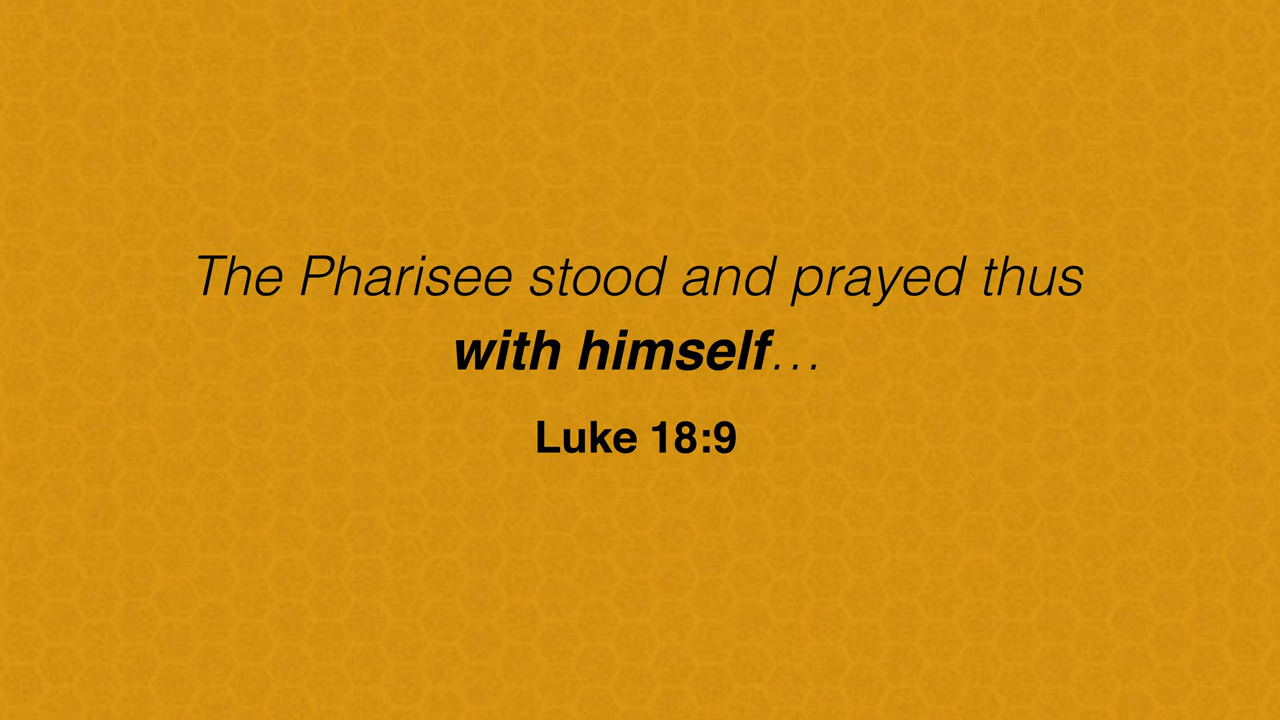 The Pharisee stood and prayed thus
with himself…
Luke 18:9